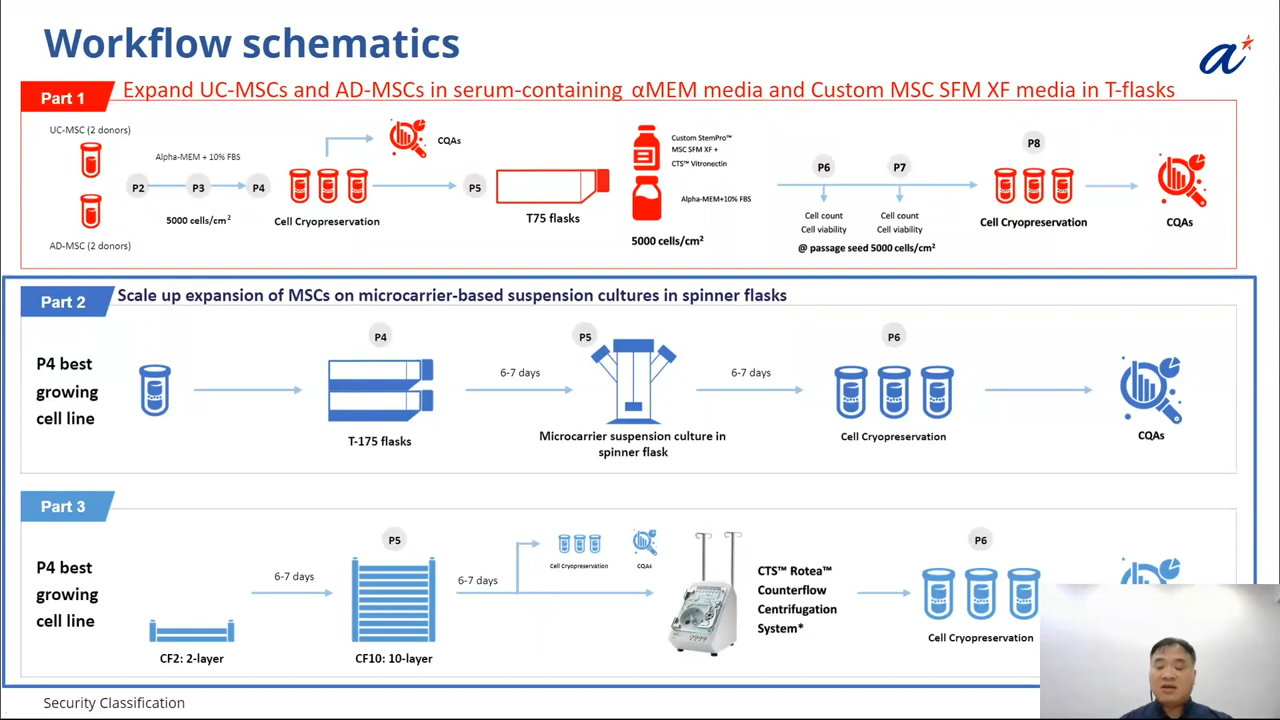 Workflow schematics
a*
Part 1
Expand UC-MSCs and AD-MSCs in serum-containing αMEM media and Custom MSC SFM XF media in T-flasks
UC-MSC (2 donors)
AD-MSC (2 donors)
P2
Alpha-MEM + 10% FBS
P3
5000 cells/cm²
P4
CQAs
Cell Cryopreservation
P5
T75 flasks
Custom StemPro™
MSC SFM XF +
CTS™ Vitronectin
Alpha-MEM+10% FBS
5000 cells/cm²
P6
P7
Cell count
Cell viability
Cell count
Cell viability
@ passage seed 5000 cells/cm²
P8
Cell Cryopreservation
CQAs
Part 2
Scale up expansion of MSCs on microcarrier-based suspension cultures in spinner flasks
P4 best
growing
cell line
P4
T-175 flasks
6-7 days
P5
Microcarrier suspension culture in
spinner flask
6-7 days
P6
Cell Cryopreservation
CQAs
Part 3
P4 best
growing
cell line
CF2: 2-layer
6-7 days
P5
CF10: 10-layer
6-7 days
Cell Cryopreservation
CQAs
CTS™ Rotea™
Counterflow
Centrifugation
System*
P6
Cell Cryopreservation
Security Classification